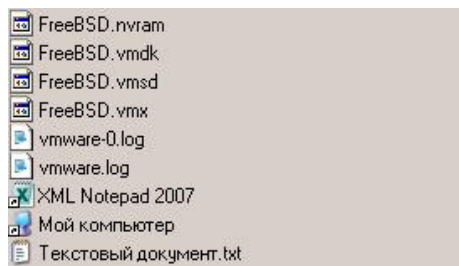 FreeBSD.nvram
FreeBSD.vmdk
FreeBSD.vmsd
FreeBSD.vmx
vmware-0.log
vmware.log
XML Notepad 2007
Мой компьютер
Текстовый документ.txt